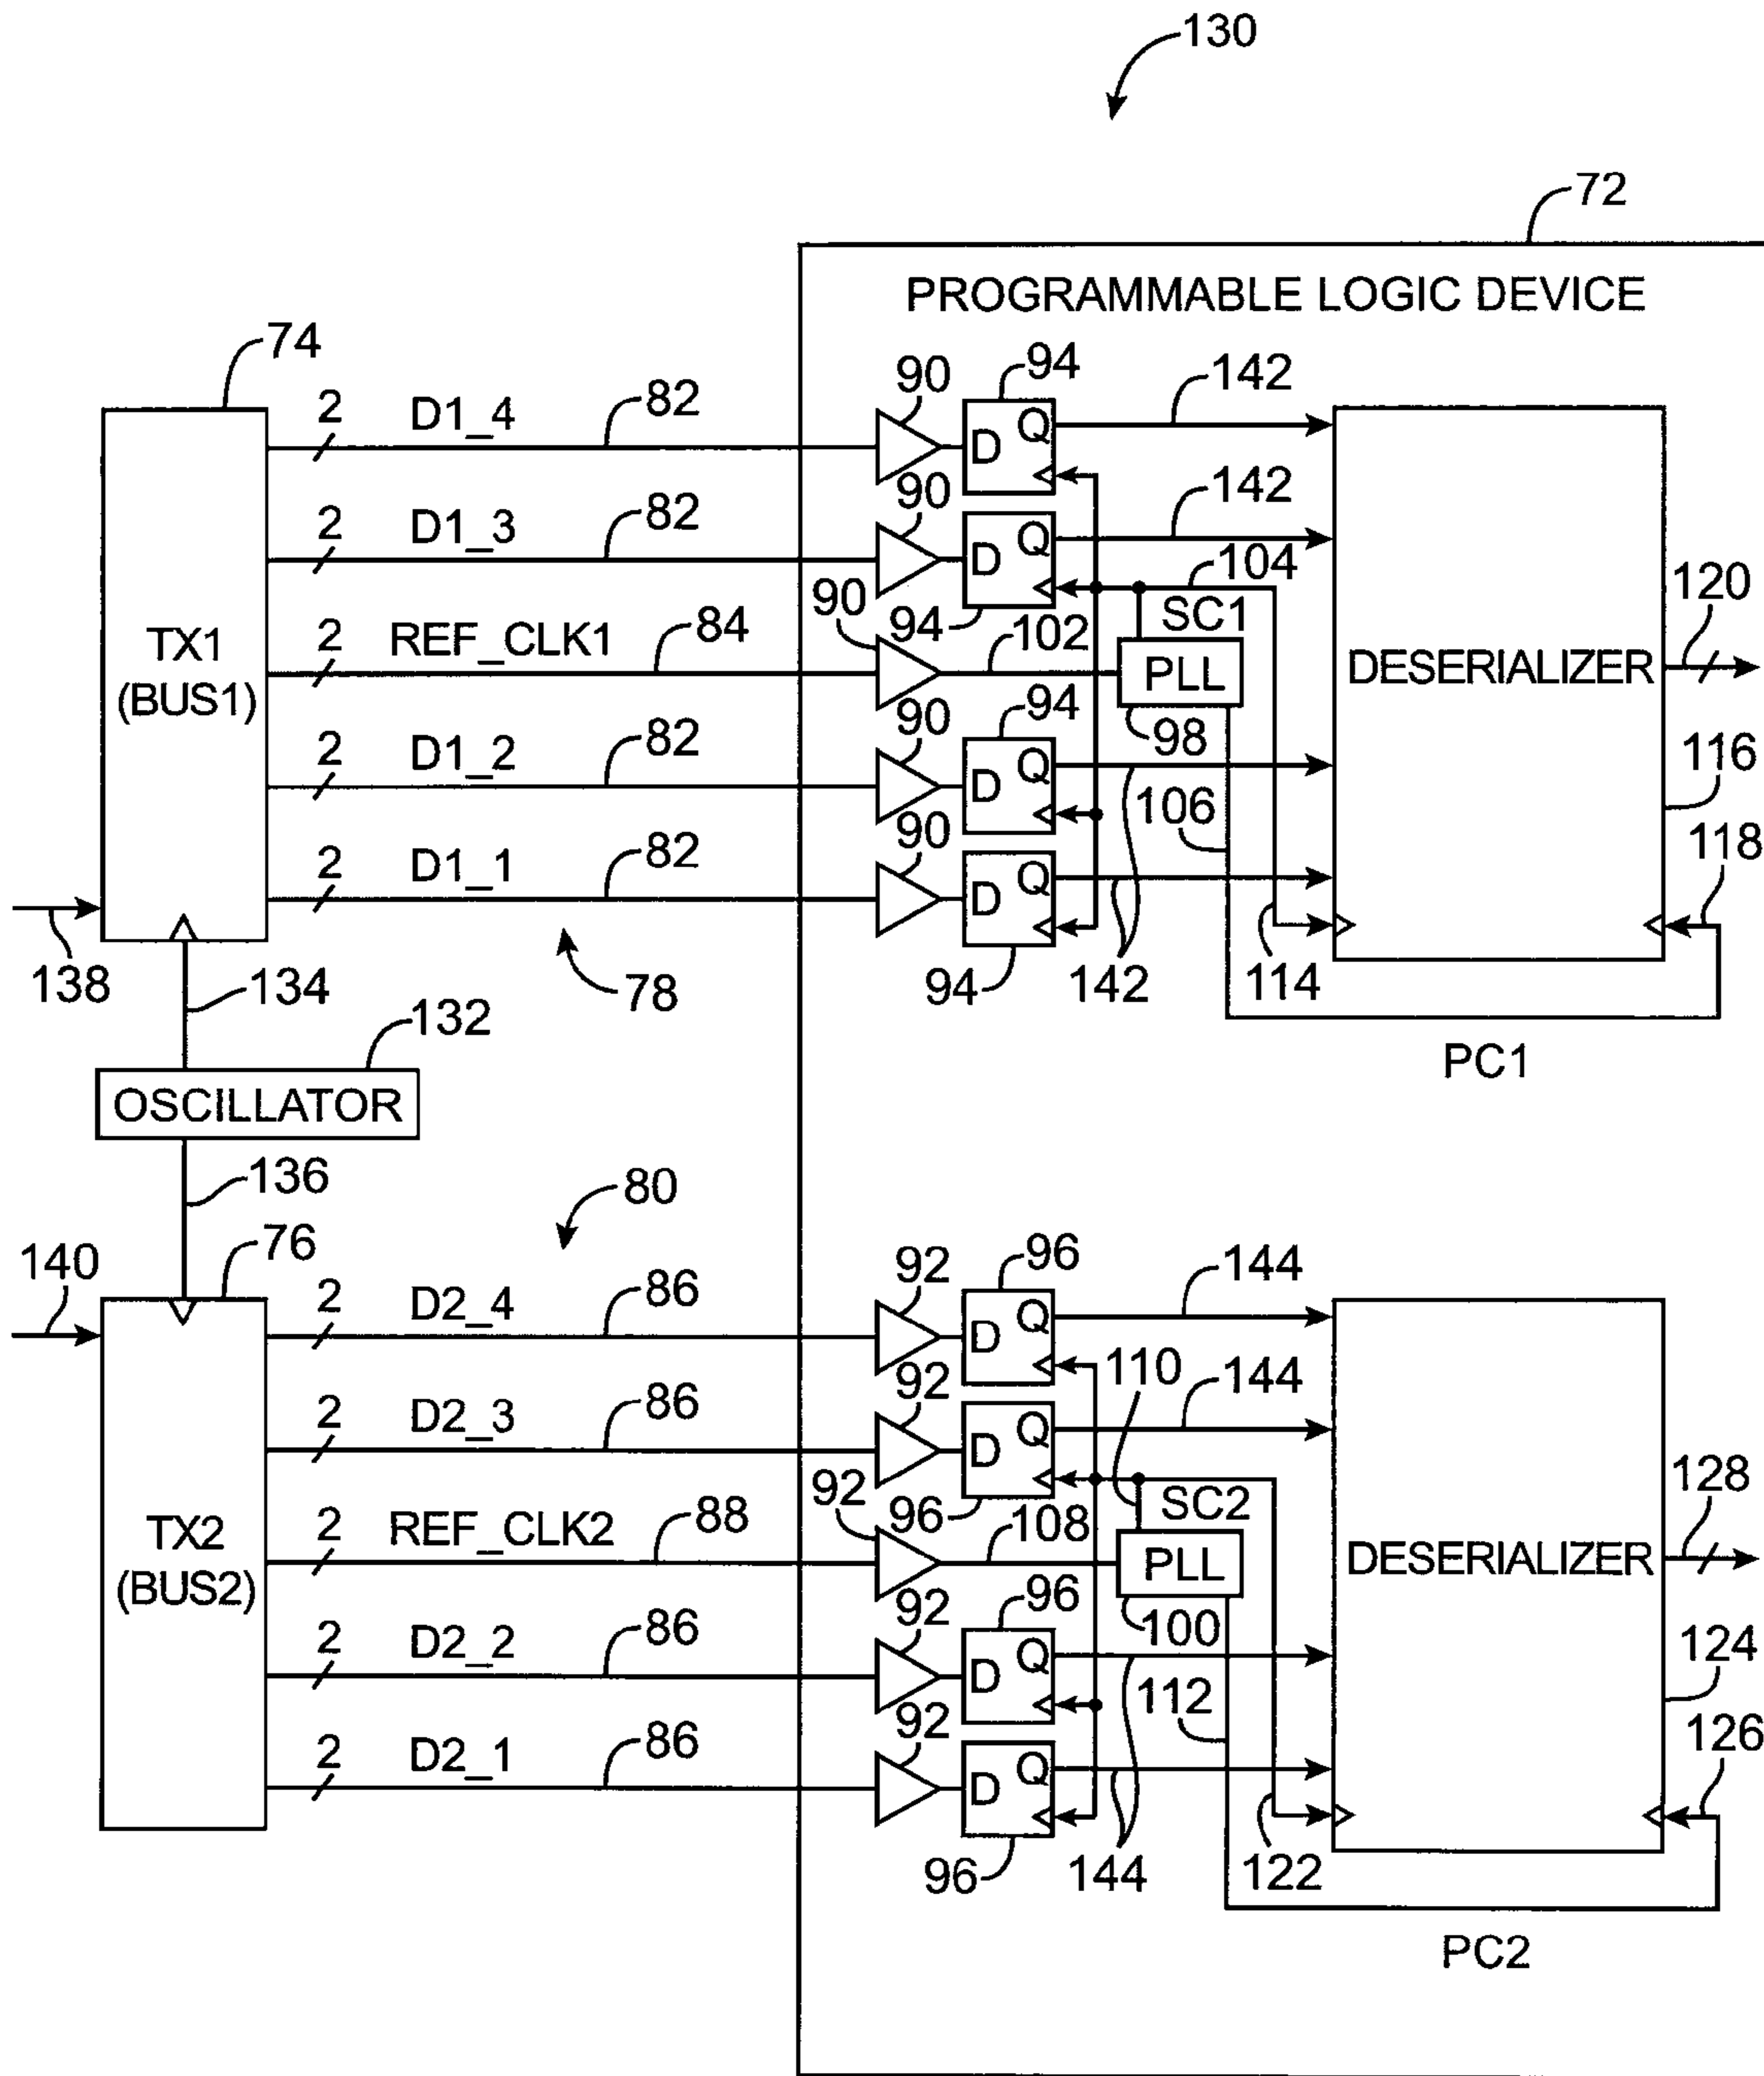 130
72
PROGRAMMABLE LOGIC DEVICE
74
2 D1_4 82 90 94 D Q 142
2 D1_3 82 90 94 D Q 142
104
SC1
TX1
(BUS1)
2 REF_CLK1 84 90 102 PLL 98
DESERIALIZER
120
116
2 D1_2 82 90 94 D Q
106
118
2 D1_1 82 90 94 D Q 142
114
138
134
78
132
PC1
OSCILLATOR
136
80
140
76
2 D2_4 86 92 96 D Q 144
110
2 D2_3 86 92 96 D Q 144
SC2
TX2
(BUS2)
2 REF_CLK2 88 92 108 PLL 100
DESERIALIZER
128
124
2 D2_2 86 92 96 D Q
112
126
2 D2_1 86 92 96 D Q 144
122
PC2